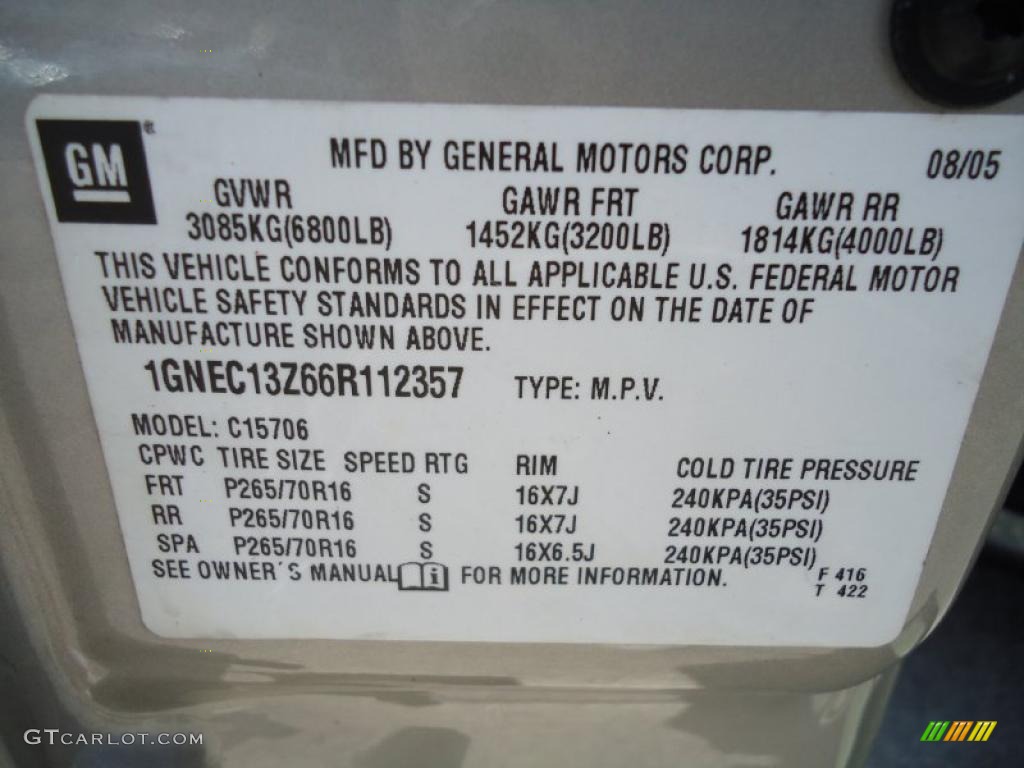 GM
MFD BY GENERAL MOTORS CORP. 08/05
GVWR GAWR FRT GAWR RR
3085KG(6800LB) 1452KG(3200LB) 1814KG(4000LB)
THIS VEHICLE CONFORMS TO ALL APPLICABLE U.S. FEDERAL MOTOR
VEHICLE SAFETY STANDARDS IN EFFECT ON THE DATE OF
MANUFACTURE SHOWN ABOVE.
1GNEC13Z66R112357 TYPE: M.P.V.
MODEL: C15706
CPWC TIRE SIZE SPEED RTG RIM COLD TIRE PRESSURE
FRT P265/70R16 S 16X7J 240KPA(35PSI)
RR P265/70R16 S 16X7J 240KPA(35PSI)
SPA P265/70R16 S 16X6.5J 240KPA(35PSI)
SEE OWNER'S MANUAL FOR MORE INFORMATION.
F 416
T 422
GTCARLOT.COM